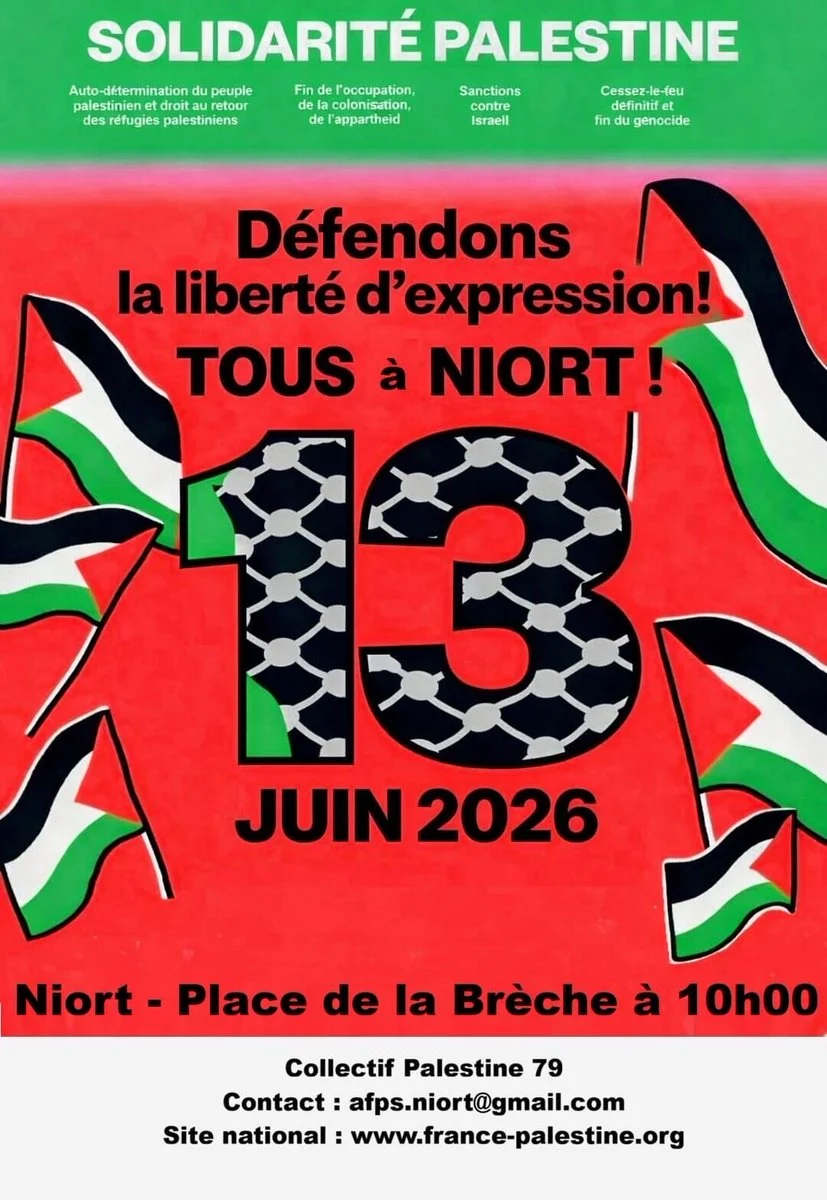 SOLIDARITÉ PALESTINE
Auto-détermination du peuple
palestinien et droit au retour
des réfugiés palestiniens
Fin de l'occupation,
de la colonisation,
de l'appartheid
Sanctions
contre
Israell
Cessez-le-feu
définitif et
fin du génocide
Défendons
la liberté d'expression!
TOUS à NIORT !
13
JUIN 2026
Niort - Place de la Brèche à 10h00
Collectif Palestine 79
Contact : afps.niort@gmail.com
Site national : www.france-palestine.org